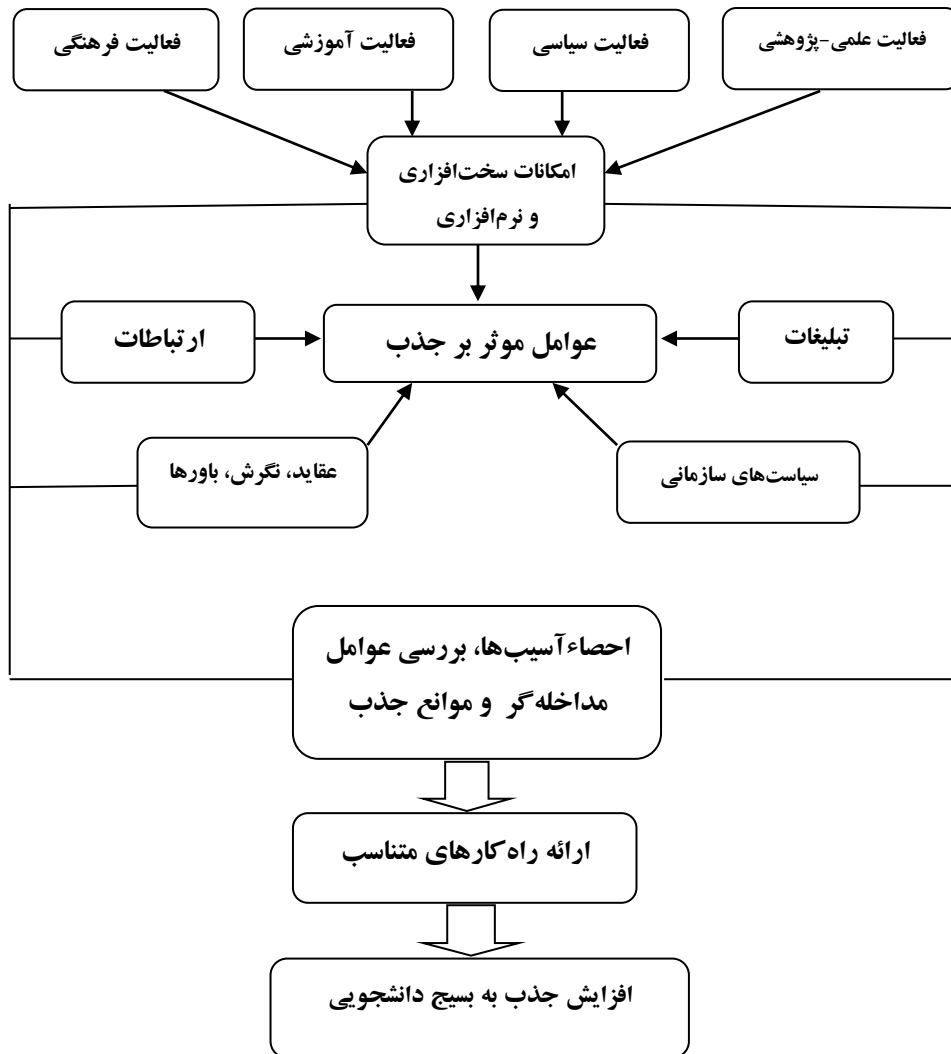 فعالیت علمی-پژوهشی
فعالیت سیاسی
فعالیت آموزشی
فعالیت فرهنگی
امکانات سخت‌افزاری
و نرم‌افزاری
تبلیغات
عوامل موثر بر جذب
ارتباطات
سیاست‌های سازمانی
عقاید، نگرش، باورها
احصاءآسیب‌ها، بررسی عوامل
مداخله‌گر و موانع جذب
ارائه راه‌کارهای متناسب
افزایش جذب به بسیج دانشجویی